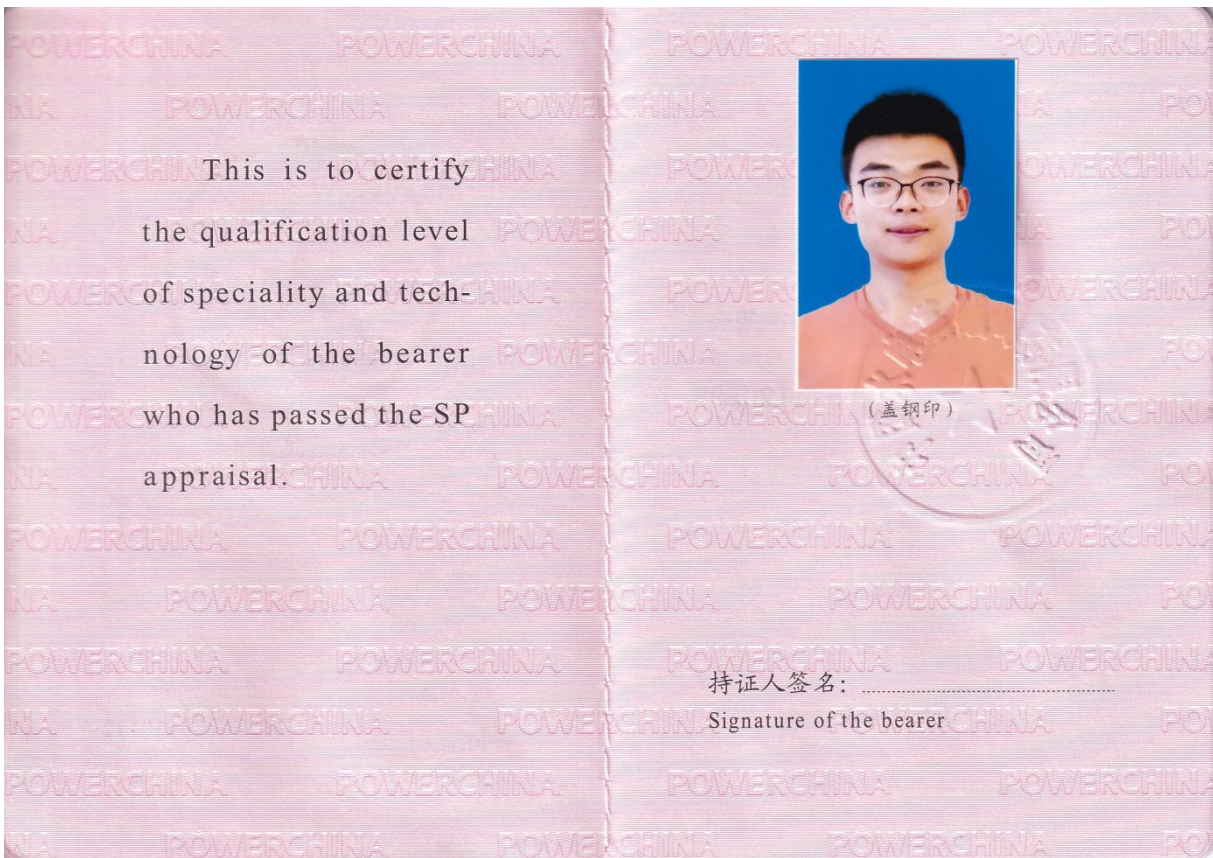 This is to certify
the qualification level
of speciality and tech-
nology of the bearer
who has passed the SP
appraisal.
(盖钢印)
持证人签名:
Signature of the bearer
POWERCHINA